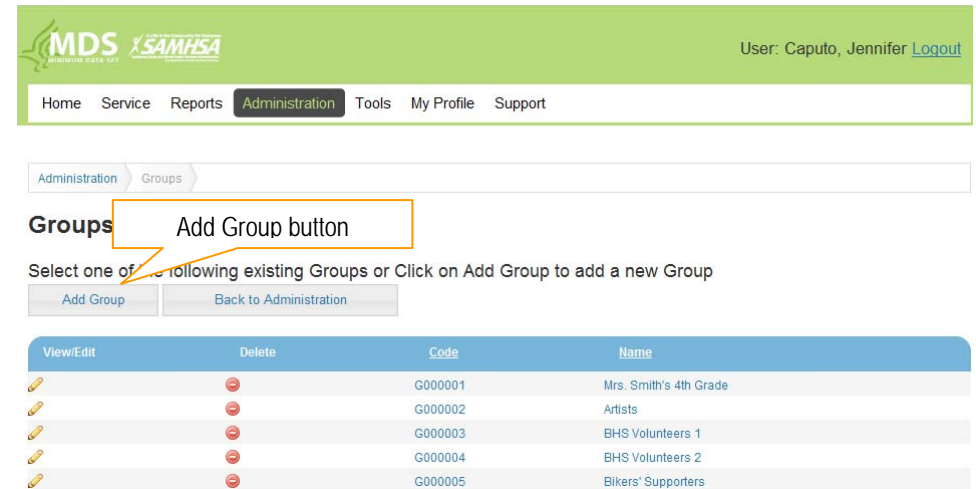 MDS SAMHSA
MINIMUM DATA SET
User: Caputo, Jennifer Logout
Home Service Reports Administration Tools My Profile Support
Administration Groups
Groups
Add Group button
Select one of the following existing Groups or Click on Add Group to add a new Group
Add Group Back to Administration
View/Edit Delete Code Name
G000001 Mrs. Smith's 4th Grade
G000002 Artists
G000003 BHS Volunteers 1
G000004 BHS Volunteers 2
G000005 Bikers' Supporters